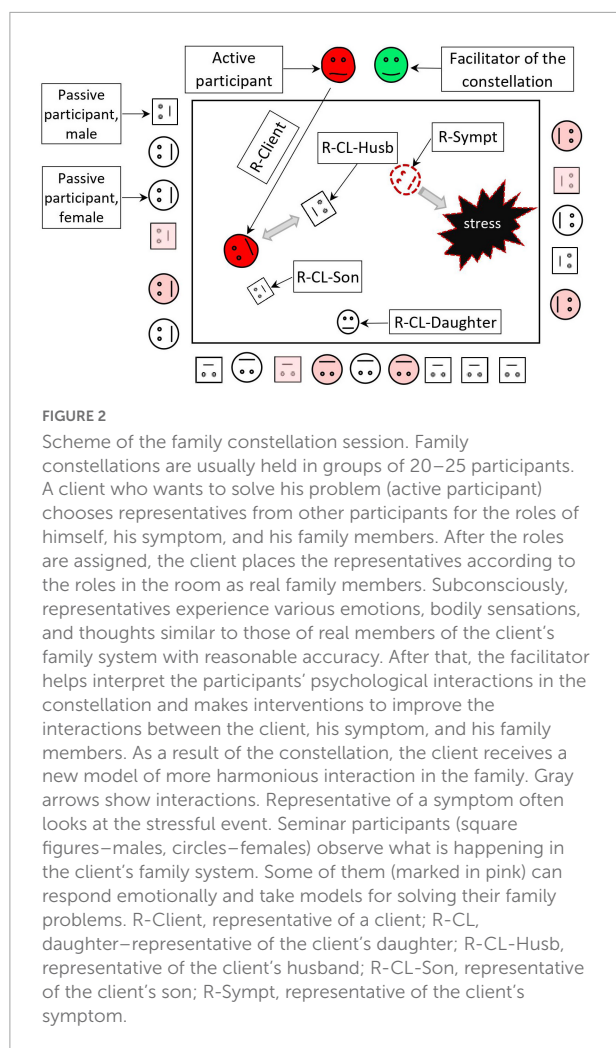 Active
participant
Facilitator of the
constellation
Passive
participant,
male
R-Client
R-CL-Husb
R-Sympt
Passive
participant,
female
stress
R-CL-Son
R-CL-Daughter
FIGURE 2
Scheme of the family constellation session. Family
constellations are usually held in groups of 20–25 participants.
A client who wants to solve his problem (active participant)
chooses representatives from other participants for the roles of
himself, his symptom, and his family members. After the roles
are assigned, the client places the representatives according to
the roles in the room as real family members. Subconsciously,
representatives experience various emotions, bodily sensations,
and thoughts similar to those of real members of the client’s
family system with reasonable accuracy. After that, the facilitator
helps interpret the participants’ psychological interactions in the
constellation and makes interventions to improve the
interactions between the client, his symptom, and his family
members. As a result of the constellation, the client receives a
new model of more harmonious interaction in the family. Gray
arrows show interactions. Representative of a symptom often
looks at the stressful event. Seminar participants (square
figures–males, circles–females) observe what is happening in
the client’s family system. Some of them (marked in pink) can
respond emotionally and take models for solving their family
problems. R-Client, representative of a client; R-CL,
daughter–representative of the client’s daughter; R-CL-Husb,
representative of the client’s husband; R-CL-Son, representative
of the client’s son; R-Sympt, representative of the client’s
symptom.